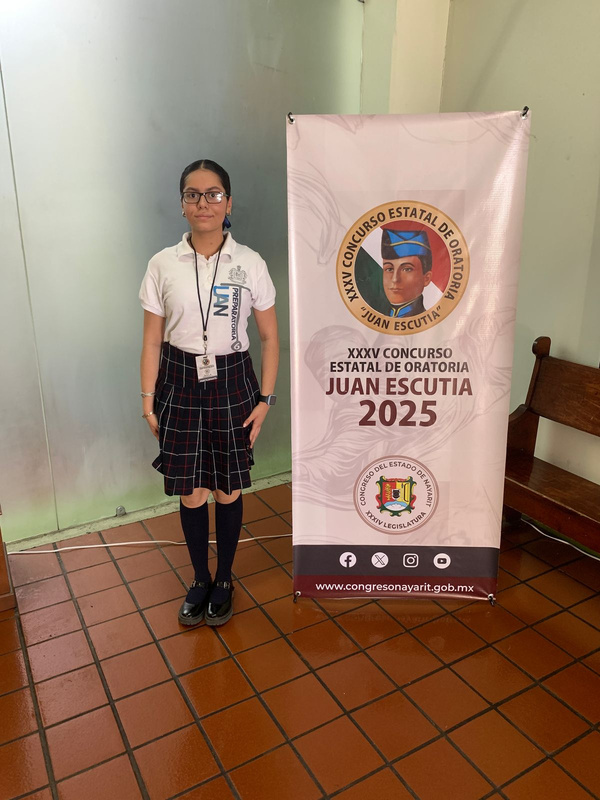 XXXV CONCURSO ESTATAL DE ORATORIA
"JUAN ESCUTIA"
XXXV CONCURSO
ESTATAL DE ORATORIA
JUAN ESCUTIA
2025
CONGRESO DEL ESTADO DE NAYARIT
XXXIV LEGISLATURA
www.congresonayarit.gob.mx
UAN
PREPARATORIA